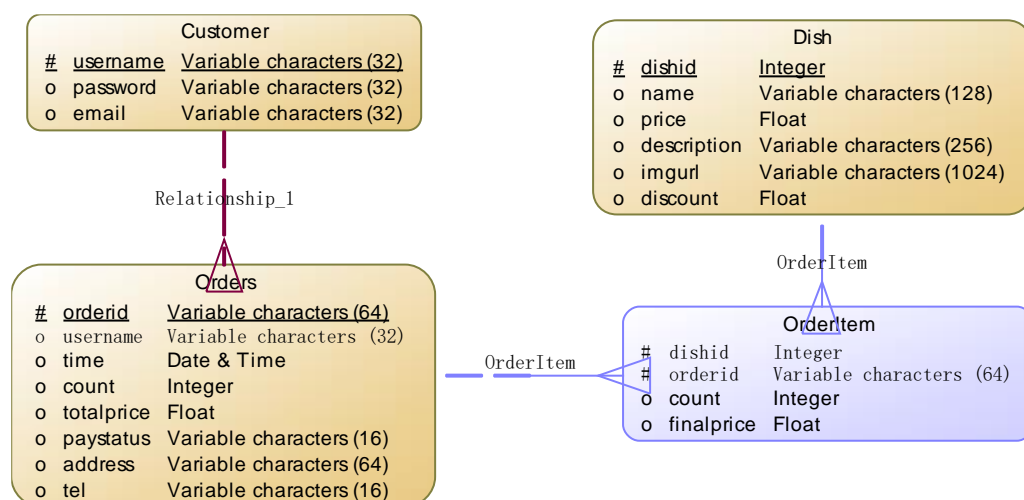 Customer
# username Variable characters (32)
o password Variable characters (32)
o email Variable characters (32)
Dish
# dishid Integer
o name Variable characters (128)
o price Float
o description Variable characters (256)
o imgurl Variable characters (1024)
o discount Float
Relationship_1
OrderItem
Orders
# orderid Variable characters (64)
o username Variable characters (32)
o time Date & Time
o count Integer
o totalprice Float
o paystatus Variable characters (16)
o address Variable characters (64)
o tel Variable characters (16)
OrderItem
OrderItem
# dishid Integer
# orderid Variable characters (64)
o count Integer
o finalprice Float